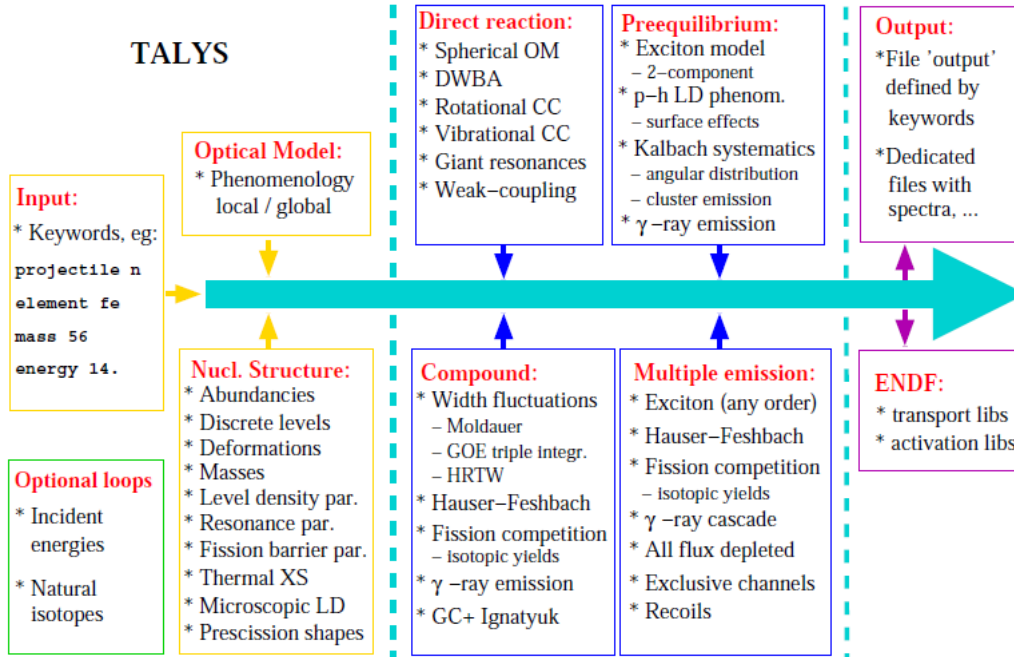 TALYS
Input:
* Keywords, eg:
projectile n
element fe
mass 56
energy 14.
Optional loops
* Incident
energies
* Natural
isotopes
Optical Model:
* Phenomenology
local / global
Nucl. Structure:
* Abundancies
* Discrete levels
* Deformations
* Masses
* Level density par.
* Resonance par.
* Fission barrier par.
* Thermal XS
* Microscopic LD
* Prescission shapes
Direct reaction:
* Spherical OM
* DWBA
* Rotational CC
* Vibrational CC
* Giant resonances
* Weak−coupling
Compound:
* Width fluctuations
− Moldauer
− GOE triple integr.
− HRTW
* Hauser−Feshbach
* Fission competition
− isotopic yields
* γ −ray emission
* GC+ Ignatyuk
Preequilibrium:
* Exciton model
− 2−component
* p−h LD phenom.
− surface effects
* Kalbach systematics
− angular distribution
− cluster emission
* γ −ray emission
Multiple emission:
* Exciton (any order)
* Hauser−Feshbach
* Fission competition
− isotopic yields
* γ −ray cascade
* All flux depleted
* Exclusive channels
* Recoils
Output:
*File 'output'
defined by
keywords
*Dedicated
files with
spectra, ...
ENDF:
* transport libs
* activation libs